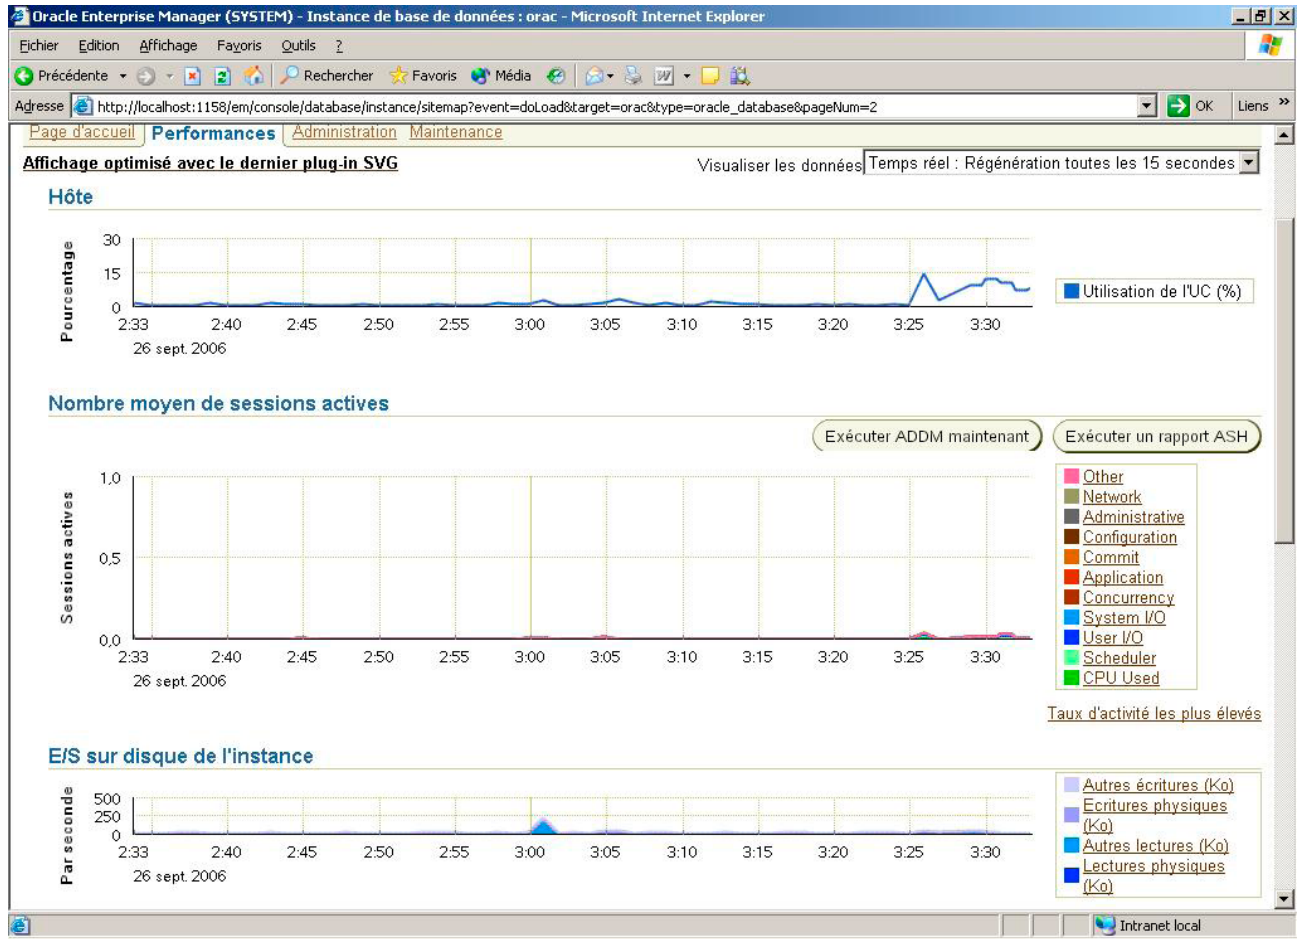 Oracle Enterprise Manager (SYSTEM) - Instance de base de données : orac - Microsoft Internet Explorer
Fichier Edition Affichage Favoris Outils ?
Précédente Rechercher Favoris Média
Adresse http://localhost:1158/em/console/database/instance/sitemap?event=doLoad&target=orac&type=oracle_database&pageNum=2 OK Liens »
Page d'accueil Performances Administration Maintenance
Affichage optimisé avec le dernier plug-in SVG Visualiser les données Temps réel : Régénération toutes les 15 secondes
Hôte
Pourcentage
30
15
0
2:33 2:40 2:45 2:50 2:55 3:00 3:05 3:10 3:15 3:20 3:25 3:30
26 sept. 2006
Utilisation de l'UC (%)
Nombre moyen de sessions actives
Exécuter ADDM maintenant Exécuter un rapport ASH
Sessions actives
1,0
0,5
0,0
2:33 2:40 2:45 2:50 2:55 3:00 3:05 3:10 3:15 3:20 3:25 3:30
26 sept. 2006
Other
Network
Administrative
Configuration
Commit
Application
Concurrency
System I/O
User I/O
Scheduler
CPU Used
Taux d'activité les plus élevés
E/S sur disque de l'instance
Par seconde
500
250
0
2:33 2:40 2:45 2:50 2:55 3:00 3:05 3:10 3:15 3:20 3:25 3:30
26 sept. 2006
Autres écritures (Ko)
Ecritures physiques
(Ko)
Autres lectures (Ko)
Lectures physiques
(Ko)
Intranet local